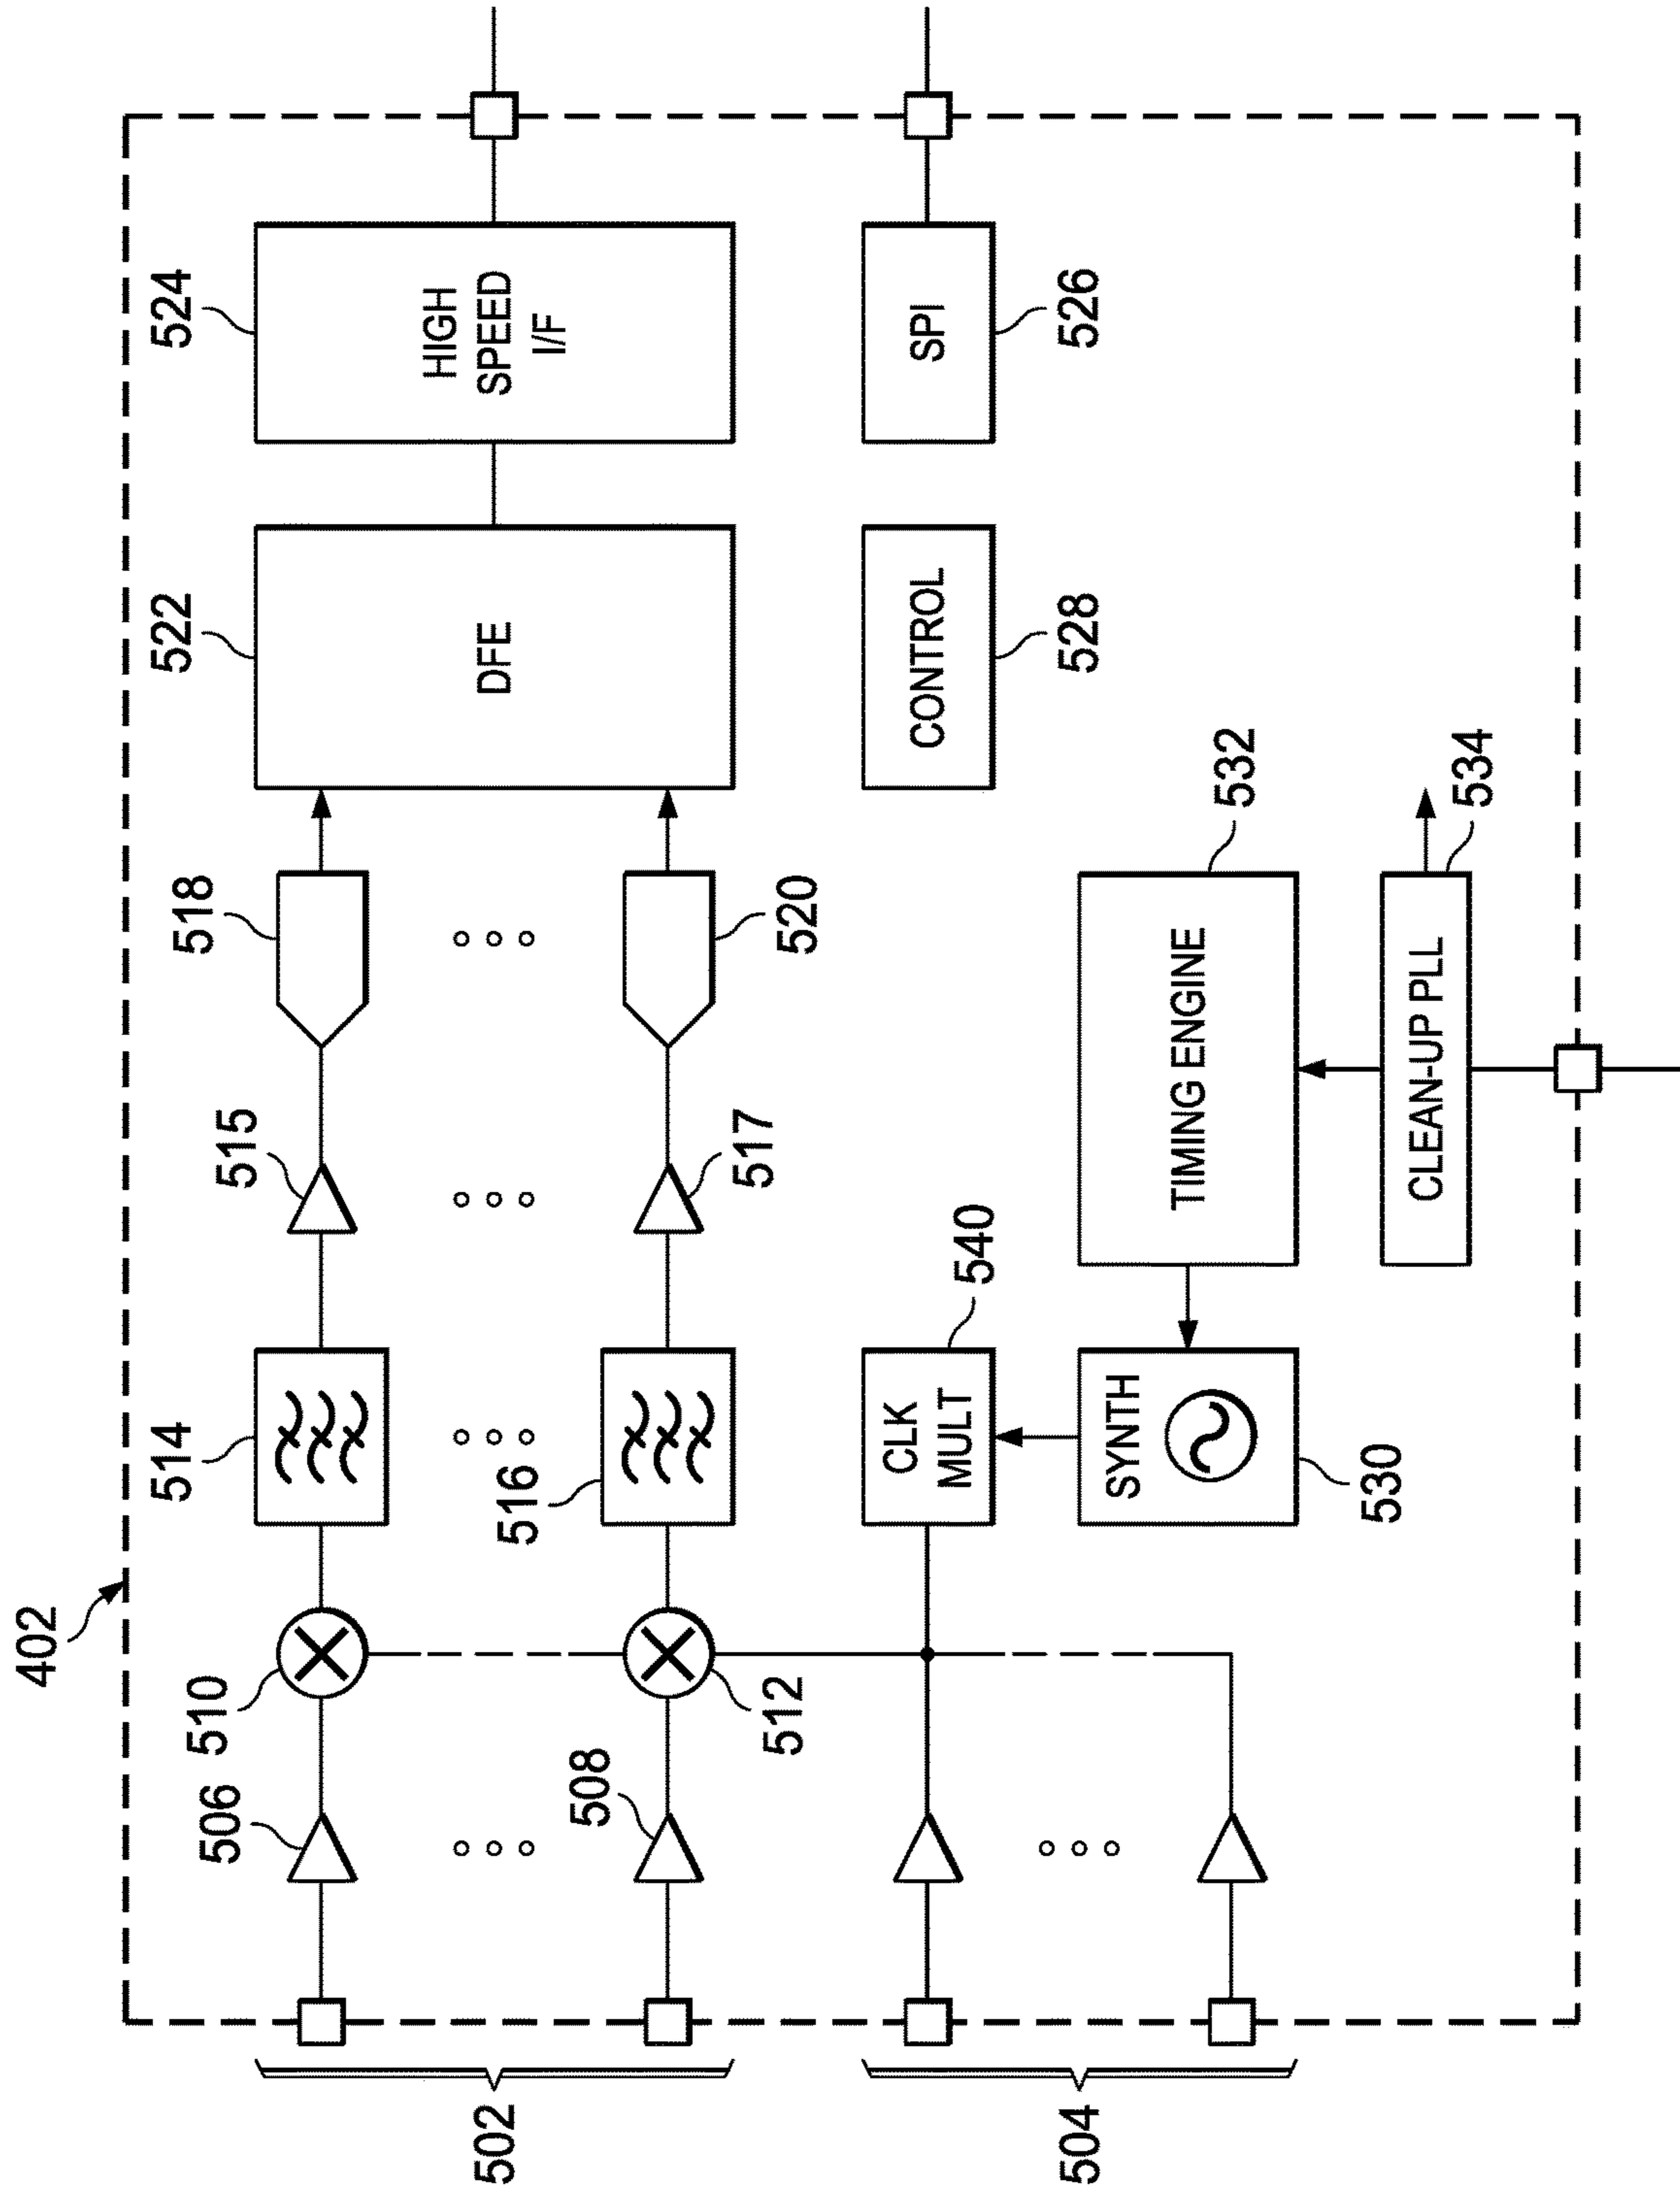 402
502
504
506
508
510
512
514
516
515
517
518
520
522
DFE
524
HIGH
SPEED
I/F
SPI
526
CONTROL
528
CLK
MULT
540
SYNTH
530
TIMING ENGINE
532
CLEAN-UP PLL
534